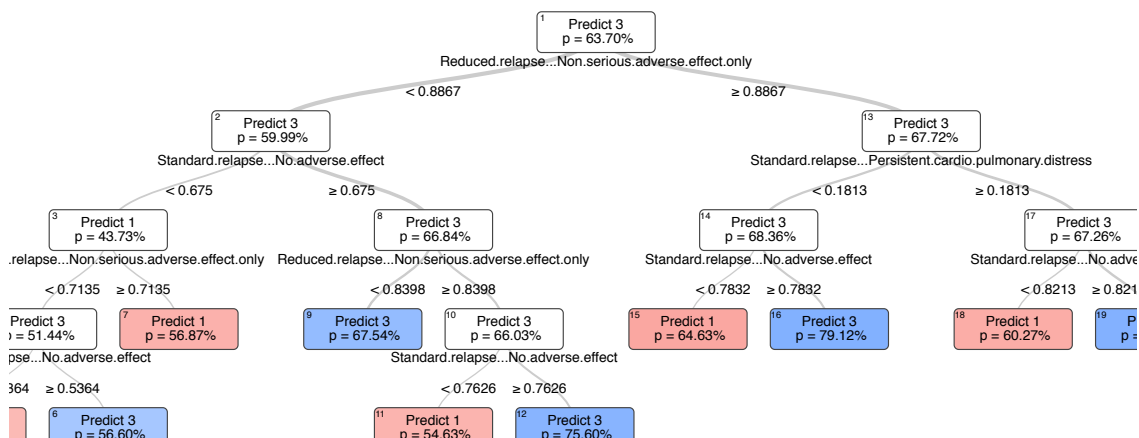 1
Predict 3
p = 63.70%
Reduced.relapse...Non.serious.adverse.effect.only
< 0.8867 ≥ 0.8867
2
Predict 3
p = 59.99%
13
Predict 3
p = 67.72%
Standard.relapse...No.adverse.effect
Standard.relapse...Persistent.cardio.pulmonary.distress
< 0.675 ≥ 0.675
< 0.1813 ≥ 0.1813
3
Predict 1
p = 43.73%
8
Predict 3
p = 66.84%
14
Predict 3
p = 68.36%
17
Predict 3
p = 67.26%
.relapse...Non.serious.adverse.effect.only
Reduced.relapse...Non.serious.adverse.effect.only
Standard.relapse...No.adverse.effect
Standard.relapse...No.adve
< 0.7135 ≥ 0.7135
< 0.8398 ≥ 0.8398
< 0.7832 ≥ 0.7832
< 0.8213 ≥ 0.821
Predict 3
= 51.44%
7
Predict 1
p = 56.87%
9
Predict 3
p = 67.54%
10
Predict 3
p = 66.03%
15
Predict 1
p = 64.63%
16
Predict 3
p = 79.12%
18
Predict 1
p = 60.27%
19
P
p =
pse...No.adverse.effect
Standard.relapse...No.adverse.effect
364 ≥ 0.5364
< 0.7626 ≥ 0.7626
6
Predict 3
p = 56.60%
11
Predict 1
p = 54.63%
12
Predict 3
p = 75.60%